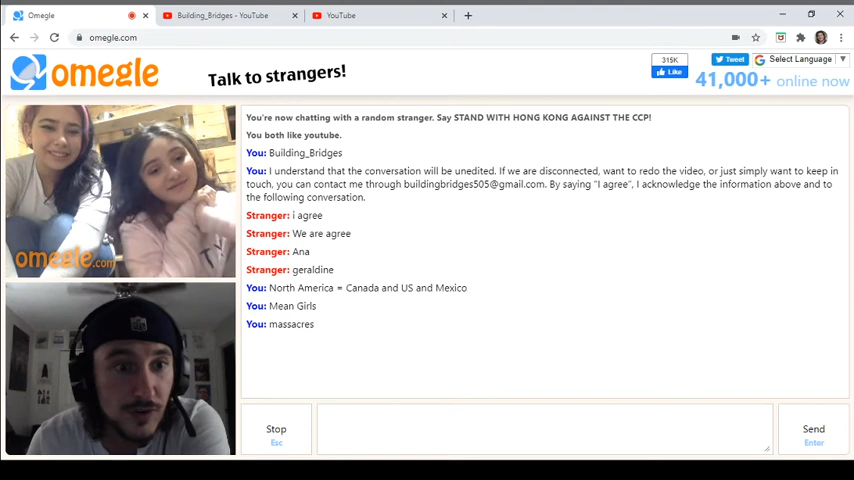 Omegle
Building_Bridges - YouTube
YouTube
omegle.com
omegle
Talk to strangers!
315K
Like
Tweet
Select Language
41,000+ online now
You're now chatting with a random stranger. Say STAND WITH HONG KONG AGAINST THE CCP!
You both like youtube.
You: Building_Bridges
You: I understand that the conversation will be unedited. If we are disconnected, want to redo the video, or just simply want to keep in
touch, you can contact me through buildingbridges505@gmail.com. By saying "I agree", I acknowledge the information above and to
the following conversation.
Stranger: i agree
Stranger: We are agree
Stranger: Ana
Stranger: geraldine
You: North America = Canada and US and Mexico
You: Mean Girls
You: massacres
omegle.com
NFL
Stop
Esc
Send
Enter